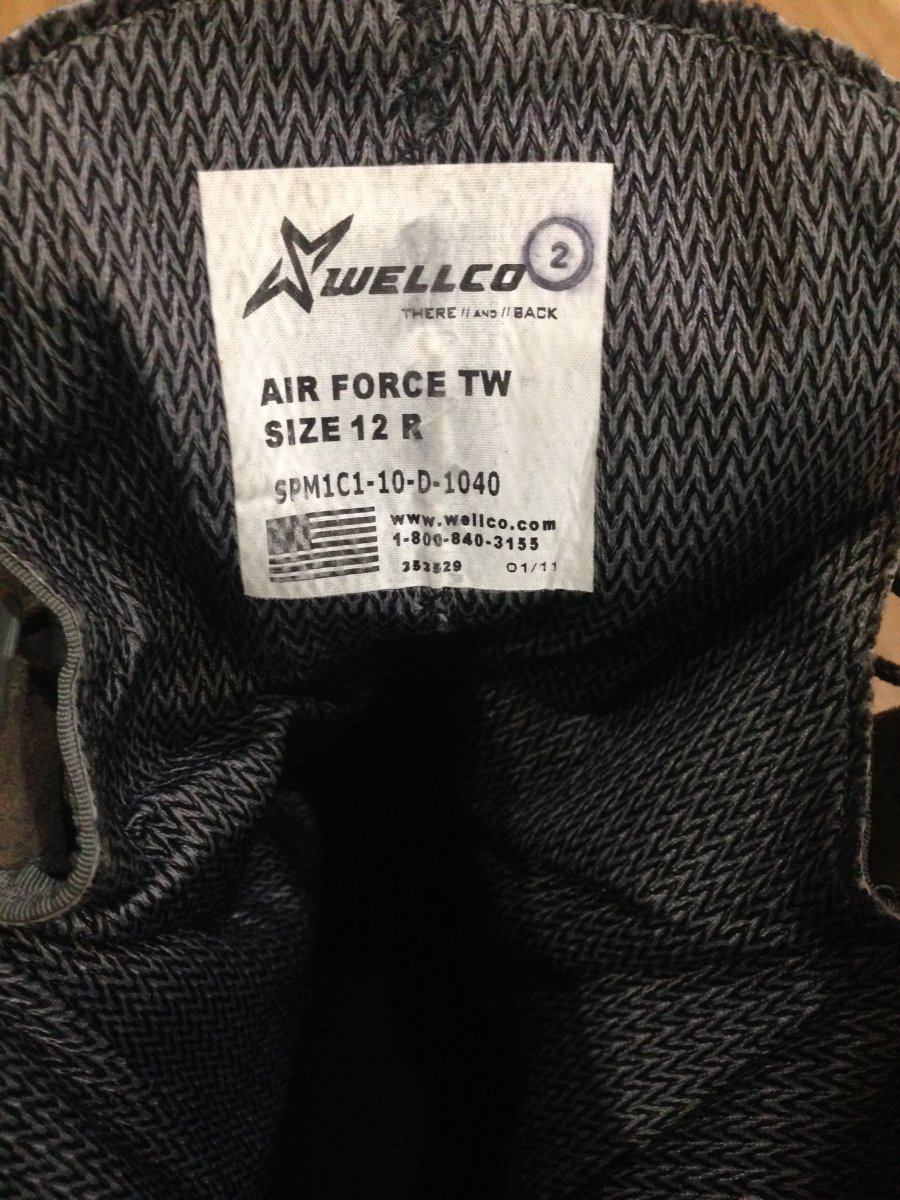 WELLCO
2
THERE // AND // BACK
AIR FORCE TW
SIZE 12 R
SPM1C1-10-D-1040
www.wellco.com
1-800-840-3155
353529 01/11